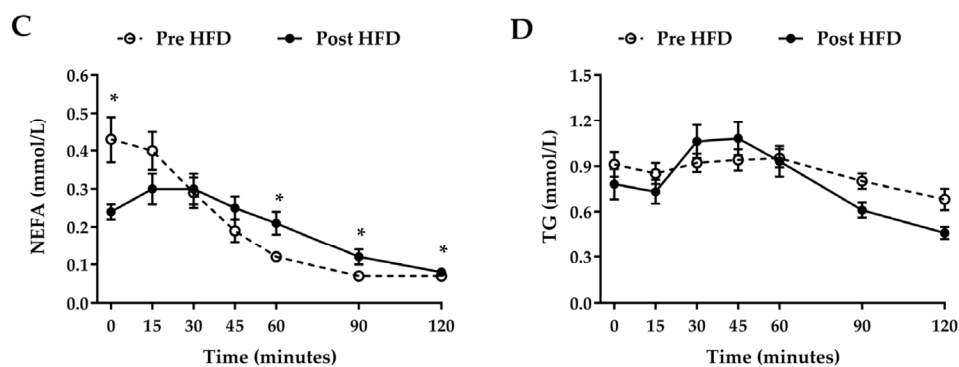 C
Pre HFD
Post HFD
NEFA (mmol/L)
0.6
0.5
0.4
0.3
0.2
0.1
0.0
*
*
*
*
0 15 30 45 60 90 120
Time (minutes)
D
Pre HFD
Post HFD
TG (mmol/L)
1.5
1.2
0.9
0.6
0.3
0.0
0 15 30 45 60 90 120
Time (minutes)